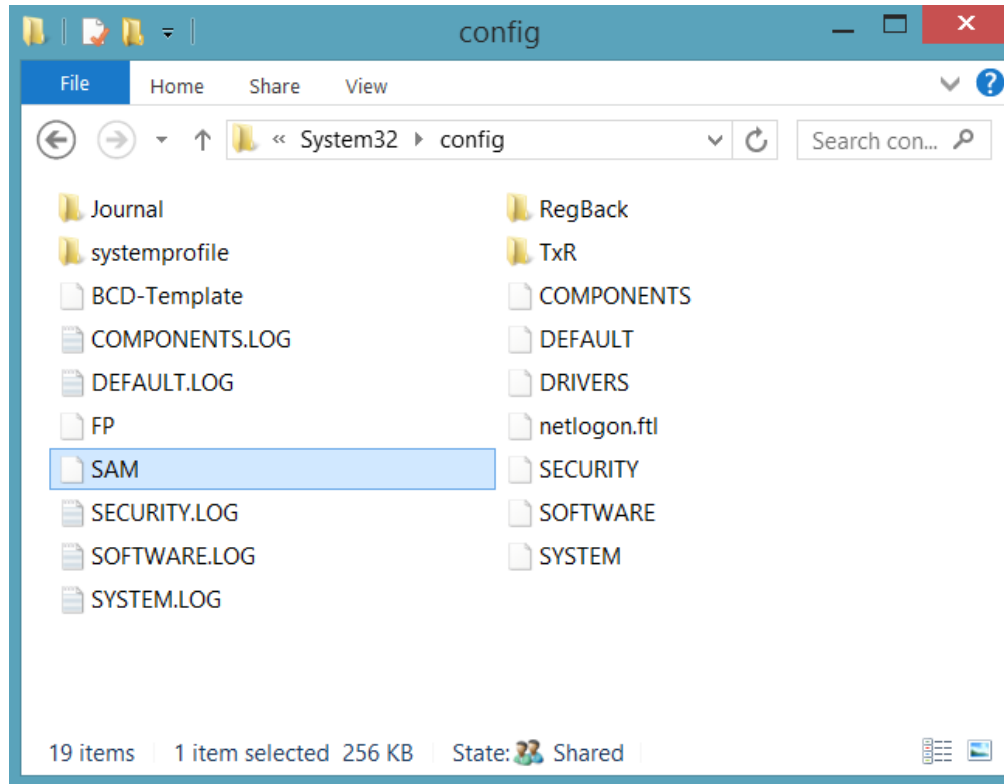 config
File Home Share View
« System32 config
Search con...
Journal
systemprofile
BCD-Template
COMPONENTS.LOG
DEFAULT.LOG
FP
SAM
SECURITY.LOG
SOFTWARE.LOG
SYSTEM.LOG
RegBack
TxR
COMPONENTS
DEFAULT
DRIVERS
netlogon.ftl
SECURITY
SOFTWARE
SYSTEM
19 items 1 item selected 256 KB State: Shared